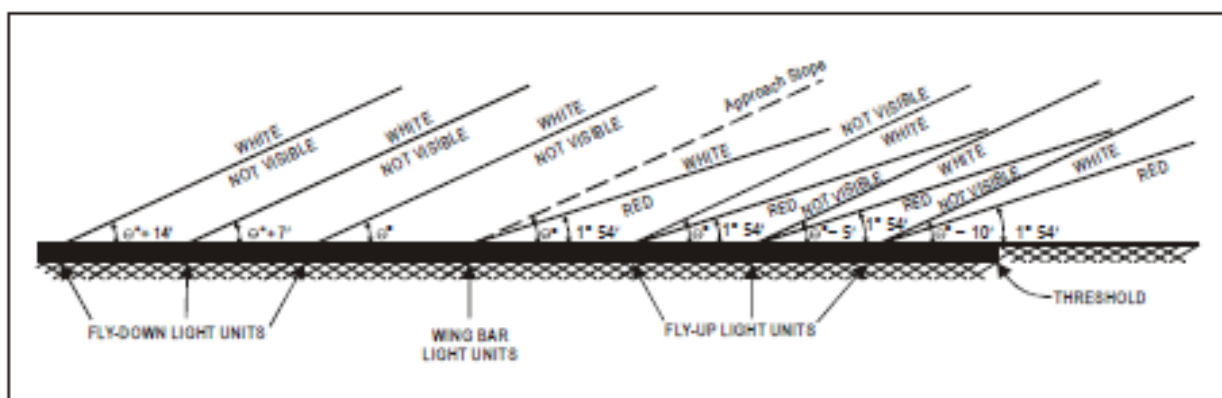 Approach Slope
WHITE
NOT VISIBLE
WHITE
NOT VISIBLE
WHITE
NOT VISIBLE
WHITE
RED
NOT VISIBLE
WHITE
RED
NOT VISIBLE
WHITE
RED
NOT VISIBLE
WHITE
RED
Θ°+ 14'
Θ°+ 7'
Θ°
Θ°
1° 54'
Θ°
1° 54'
Θ°– 5'
1° 54'
Θ°– 10'
1° 54'
FLY-DOWN LIGHT UNITS
WING BAR
LIGHT UNITS
FLY-UP LIGHT UNITS
THRESHOLD